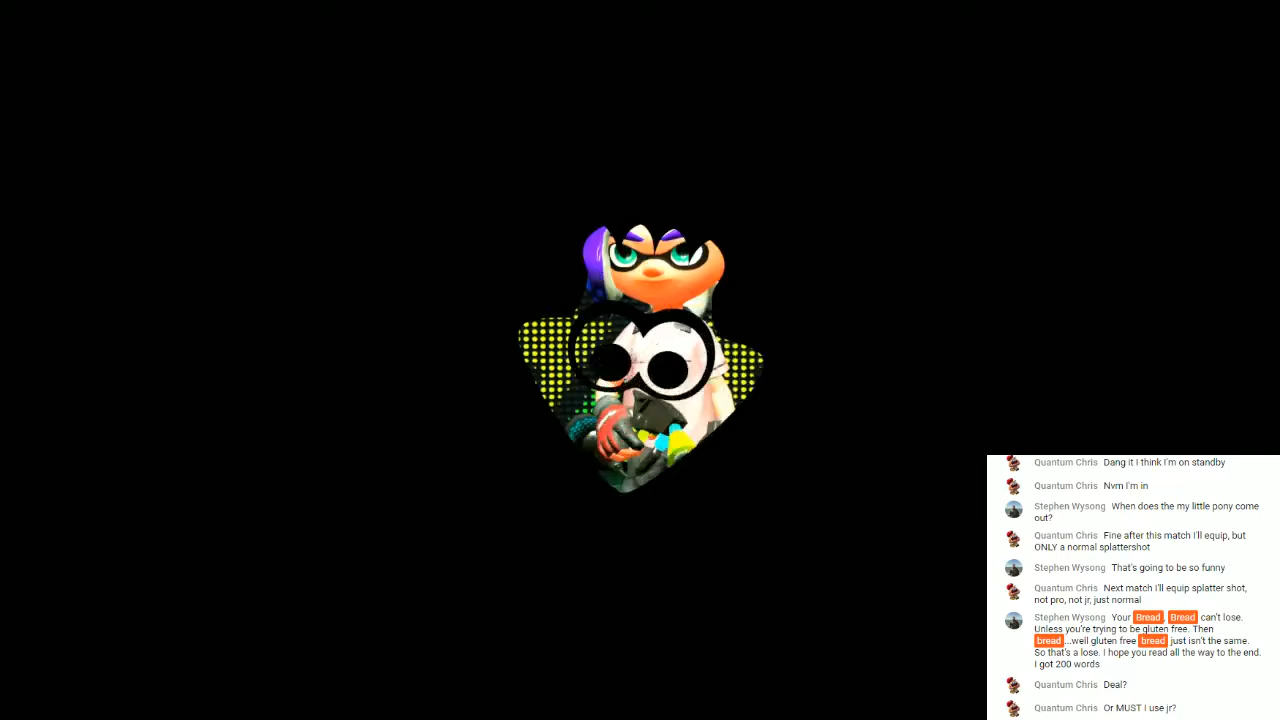 Quantum Chris Dang it I think I'm on standby
Quantum Chris Nvm I'm in
Stephen Wysong When does the my little pony come
out?
Quantum Chris Fine after this match I'll equip, but
ONLY a normal splattershot
Stephen Wysong That's going to be so funny
Quantum Chris Next match I'll equip splatter shot,
not pro, not jr, just normal
Stephen Wysong Your Bread. Bread can't lose.
Unless you're trying to be gluten free. Then
bread...well gluten free bread just isn't the same.
So that's a lose. I hope you read all the way to the end.
I got 200 words
Quantum Chris Deal?
Quantum Chris Or MUST I use jr?